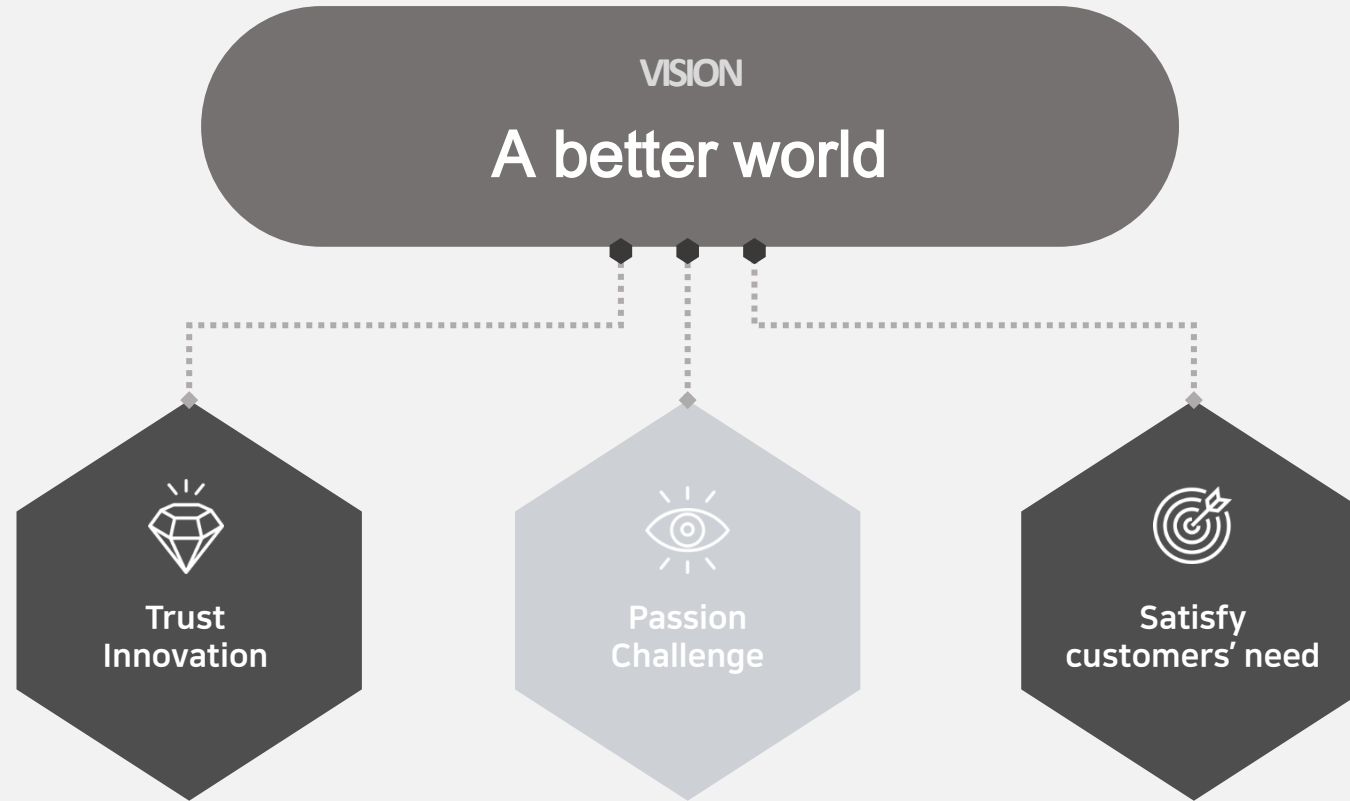 VISION
A better world
Trust
Innovation
Passion
Challenge
Satisfy
customers’ need